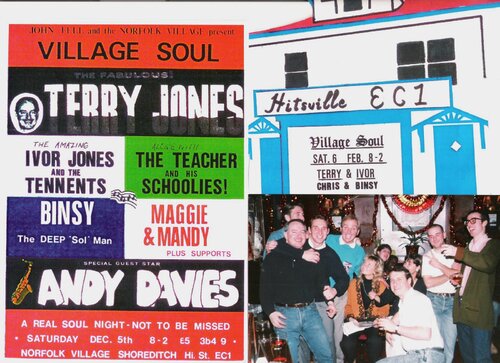 JOHN FELL and the NORFOLK VILLAGE present
VILLAGE SOUL
THE FABULOUS!
TERRY JONES
THE AMAZING
IVOR JONES
AND THE
TENNENTS
THE TEACHER
AND HIS
SCHOOLIES!
BINSY
The DEEP 'Sol' Man
MAGGIE
& MANDY
PLUS SUPPORTS
SPECIAL GUEST STAR
ANDY DAVIES
A REAL SOUL NIGHT - NOT TO BE MISSED
• SATURDAY DEC. 5th 8-2 £5 3b4 9 •
NORFOLK VILLAGE SHOREDITCH Hi. St. EC1
Hitsville EC1
Village Soul
SAT. 6 FEB. 8-2
TERRY & IVOR
CHRIS & BINSY